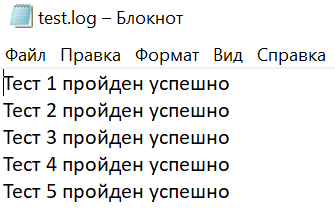 test.log – Блокнот
Файл Правка Формат Вид Справка
Тест 1 пройден успешно
Тест 2 пройден успешно
Тест 3 пройден успешно
Тест 4 пройден успешно
Тест 5 пройден успешно